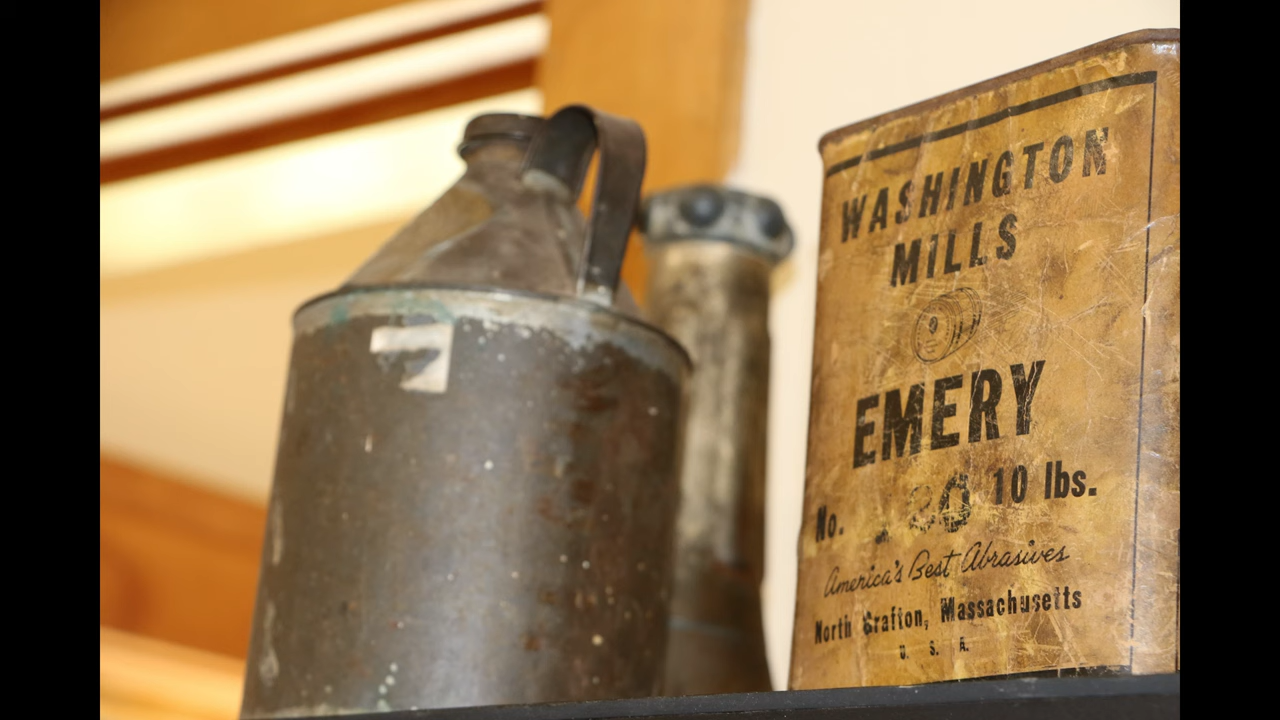 WASHINGTON
MILLS
EMERY
No. 10 lbs.
America's Best Abrasives
North Grafton, Massachusetts
U. S. A.